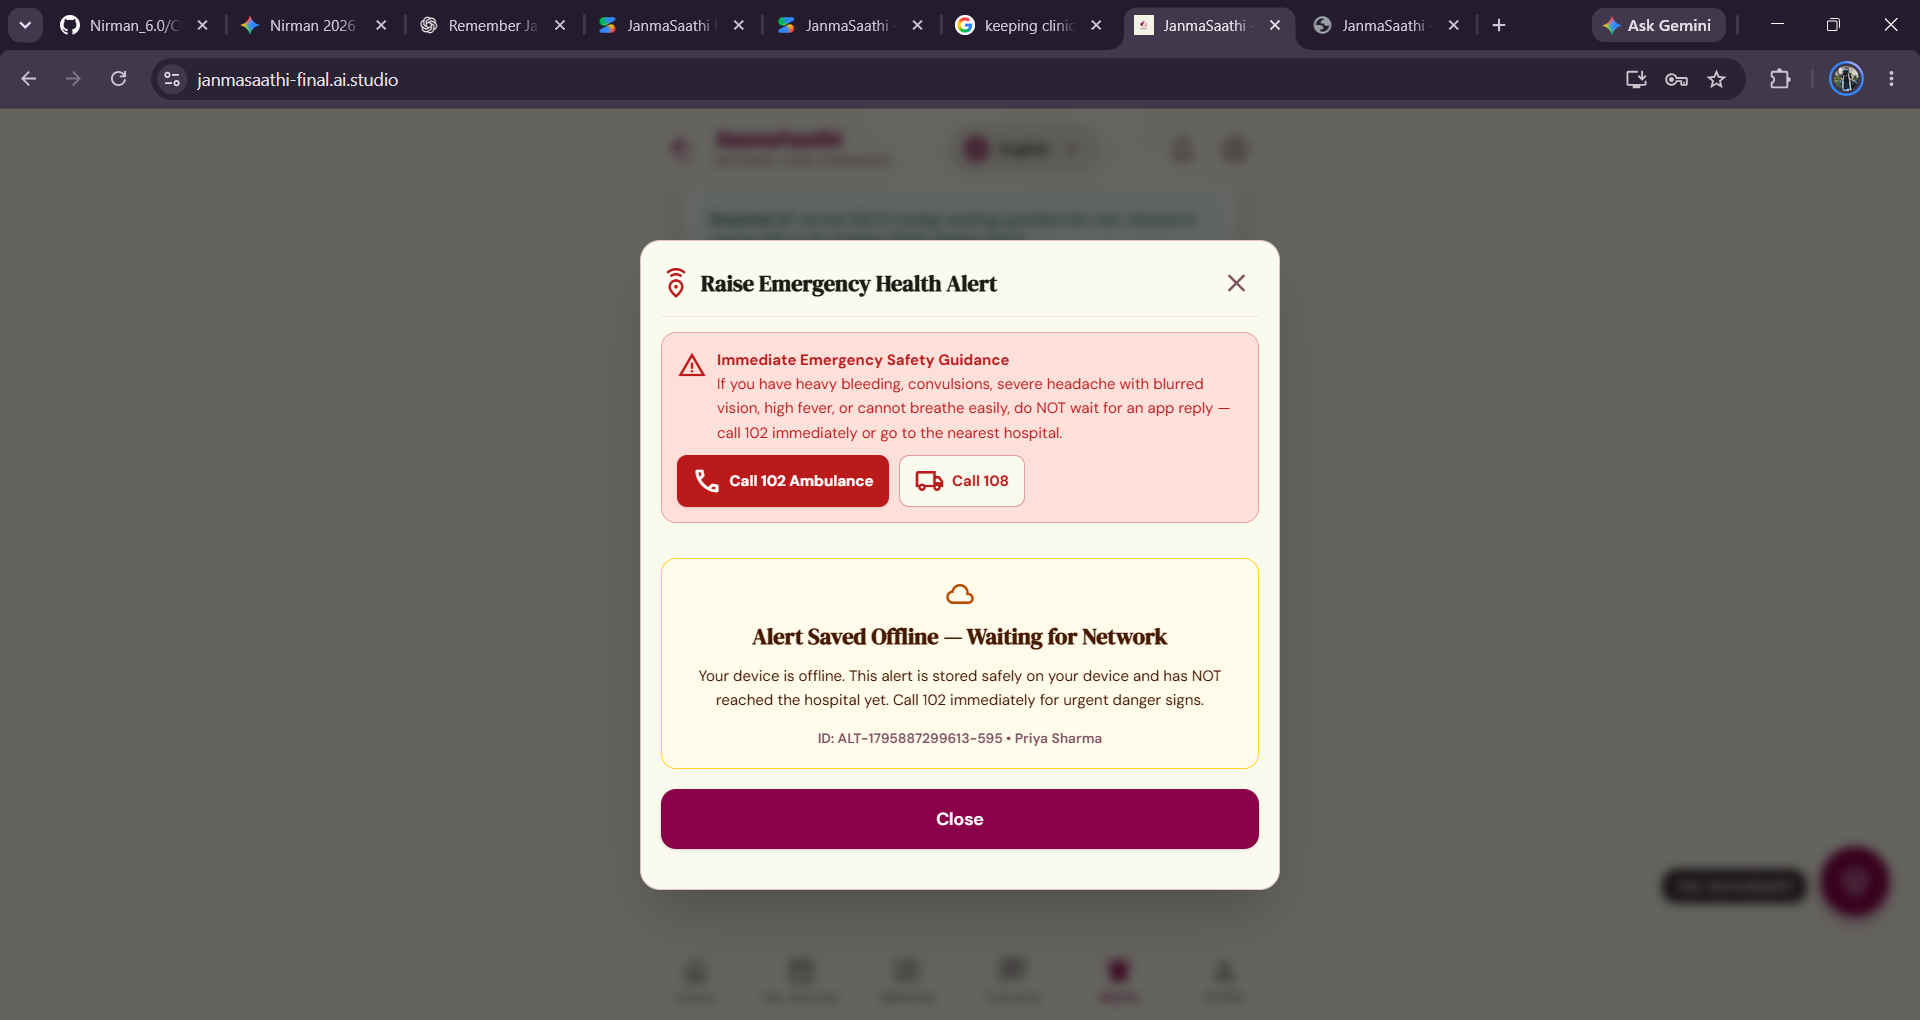 Nirman_6.0/C
Nirman 2026
Remember Ja
JanmaSaathi
JanmaSaathi
keeping clinic
JanmaSaathi
JanmaSaathi
Ask Gemini
janmasaathi-final.ai.studio
JanmaSaathi
English
Raise Emergency Health Alert
Immediate Emergency Safety Guidance
If you have heavy bleeding, convulsions, severe headache with blurred
vision, high fever, or cannot breathe easily, do NOT wait for an app reply —
call 102 immediately or go to the nearest hospital.
Call 102 Ambulance
Call 108
Alert Saved Offline — Waiting for Network
Your device is offline. This alert is stored safely on your device and has NOT
reached the hospital yet. Call 102 immediately for urgent danger signs.
ID: ALT-1795887299613-595 • Priya Sharma
Close